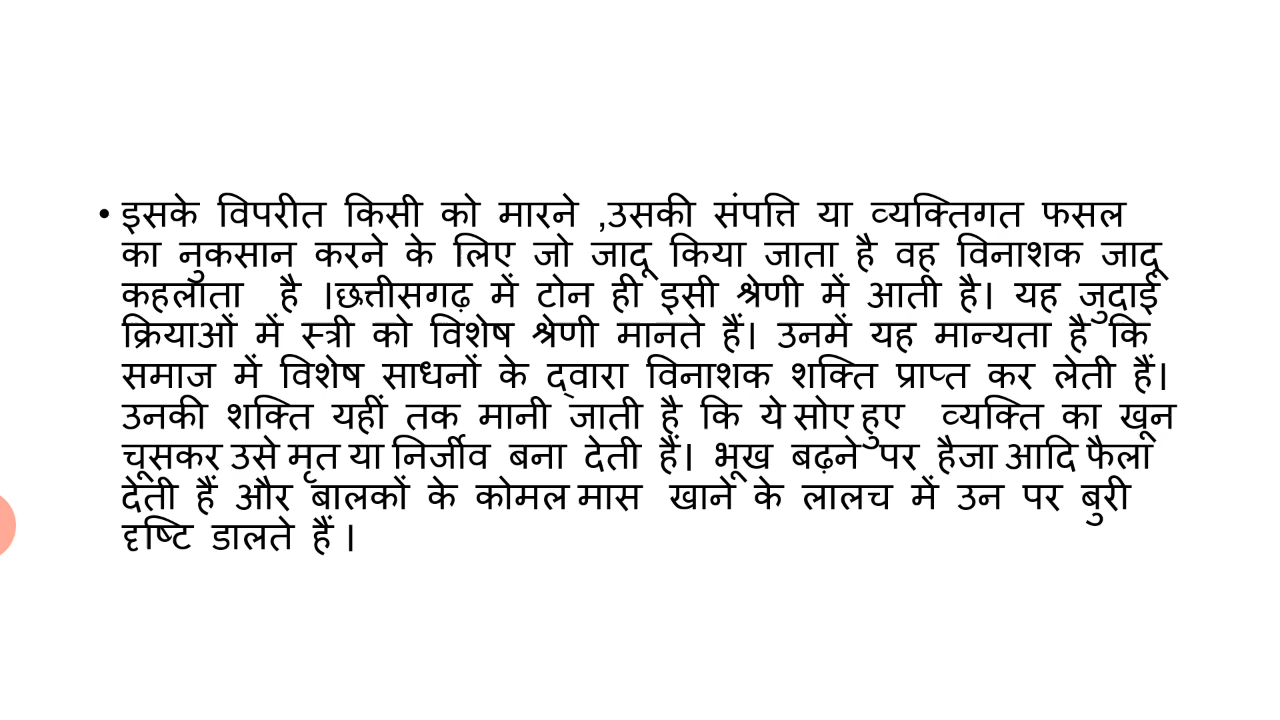 • इसके विपरीत किसी को मारने ,उसकी संपत्ति या व्यक्तिगत फसल
का नुकसान करने के लिए जो जादू किया जाता है वह विनाशक जादू
कहलाता है ।छत्तीसगढ़ में टोन ही इसी श्रेणी में आती है। यह जुदाई
क्रियाओं में स्त्री को विशेष श्रेणी मानते हैं। उनमें यह मान्यता है कि
समाज में विशेष साधनों के द्वारा विनाशक शक्ति प्राप्त कर लेती हैं।
उनकी शक्ति यहीं तक मानी जाती है कि ये सोए हुए व्यक्ति का खून
चूसकर उसे मृत या निर्जीव बना देती हैं। भूख बढ़ने पर हैजा आदि फैला
देती हैं और बालकों के कोमल मास खाने के लालच में उन पर बुरी
दृष्टि डालते हैं ।